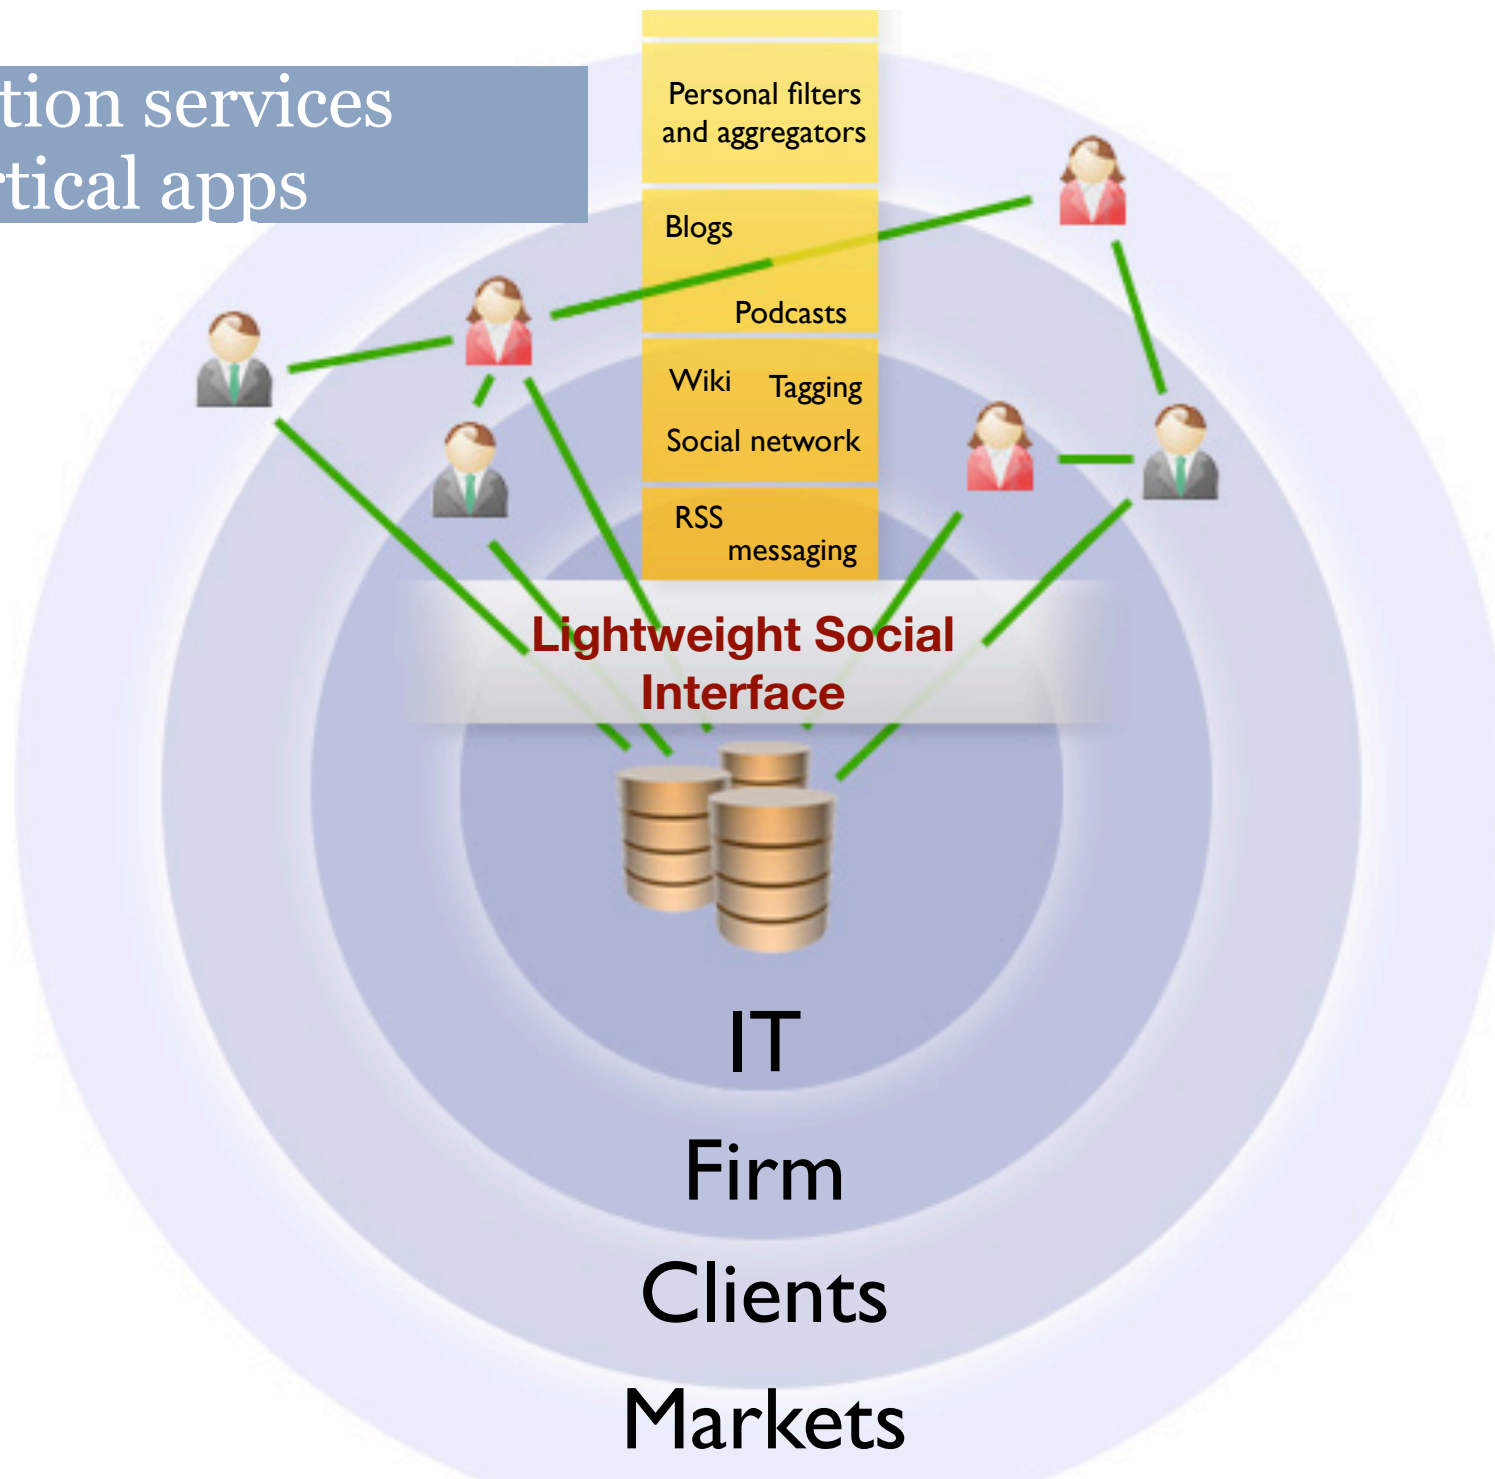 tion services
rtical apps
Personal filters
and aggregators
Blogs
Podcasts
Wiki Tagging
Social network
RSS
messaging
Lightweight Social
Interface
IT
Firm
Clients
Markets